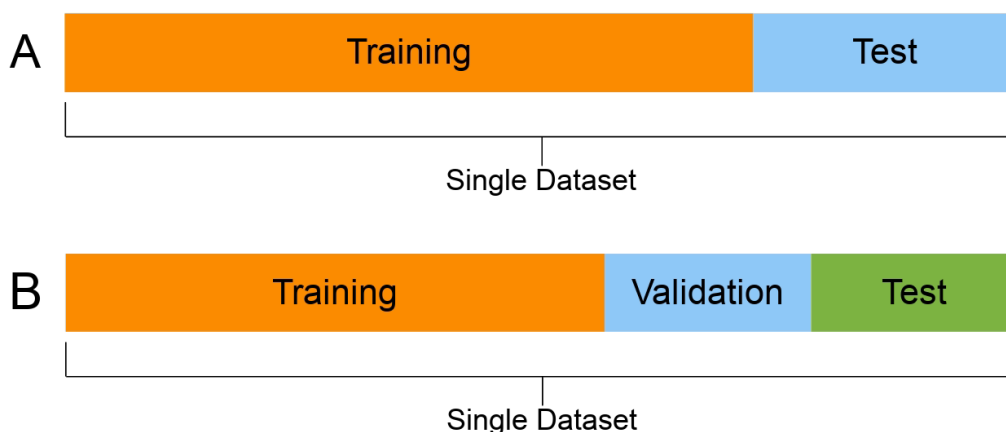 A Training Test
Single Dataset
B Training Validation Test
Single Dataset